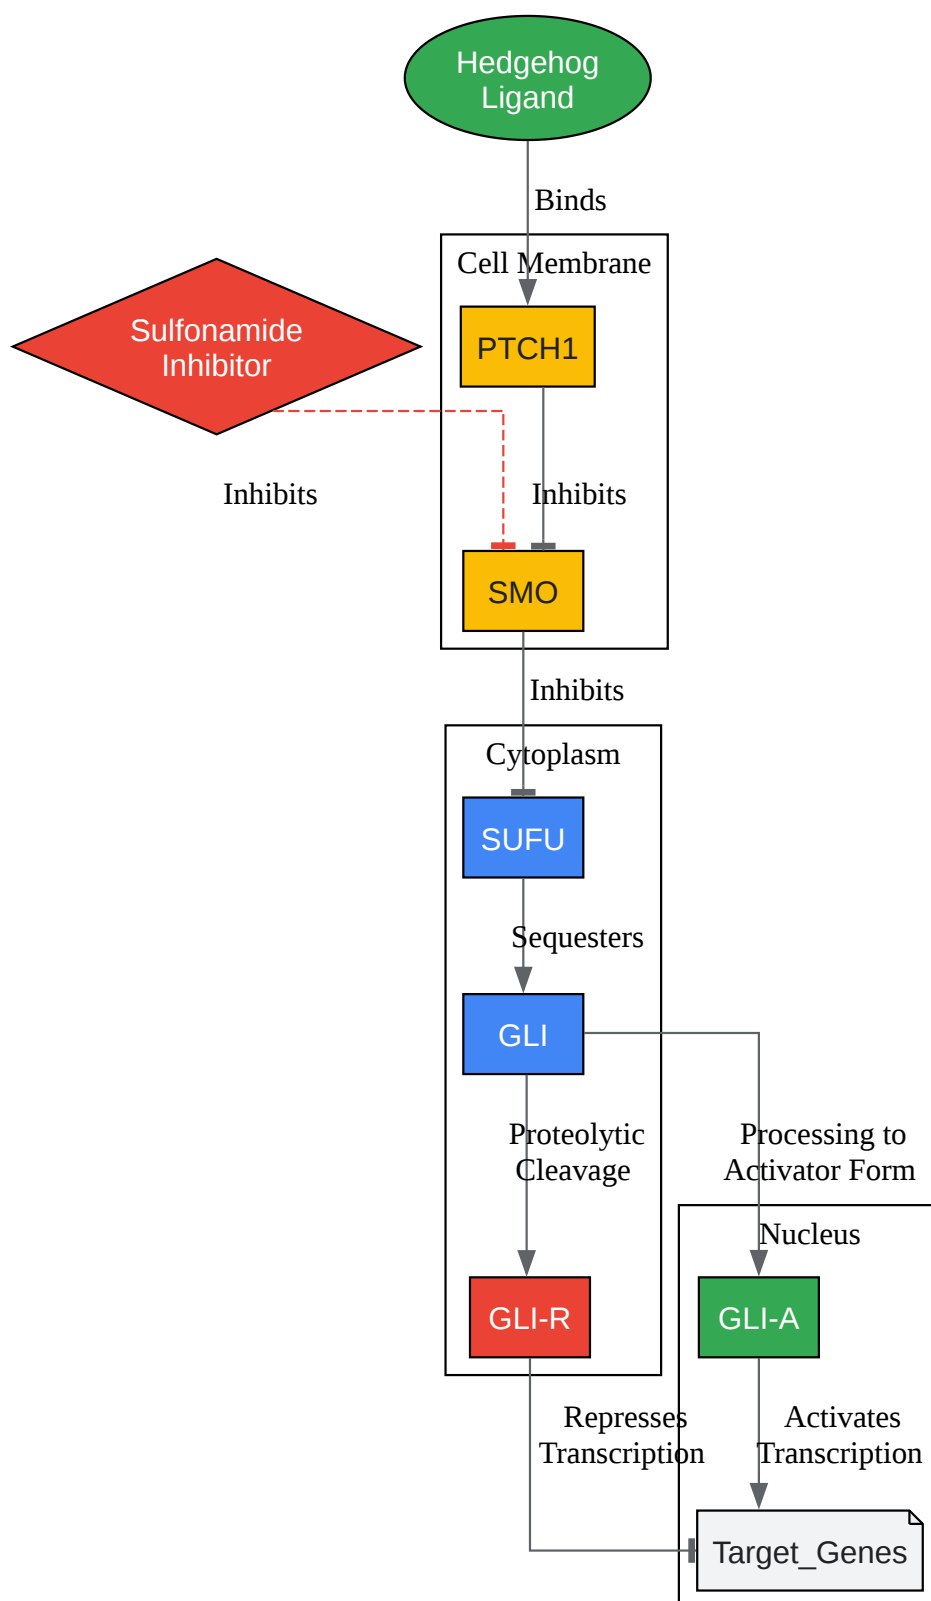 Hedgehog
Ligand
Binds
Cell Membrane
Sulfonamide
Inhibitor
PTCH1
Inhibits
Inhibits
SMO
Inhibits
Cytoplasm
SUFU
Sequesters
GLI
Proteolytic
Cleavage
Processing to
Activator Form
Nucleus
GLI-R
GLI-A
Represses
Transcription
Activates
Transcription
Target_Genes